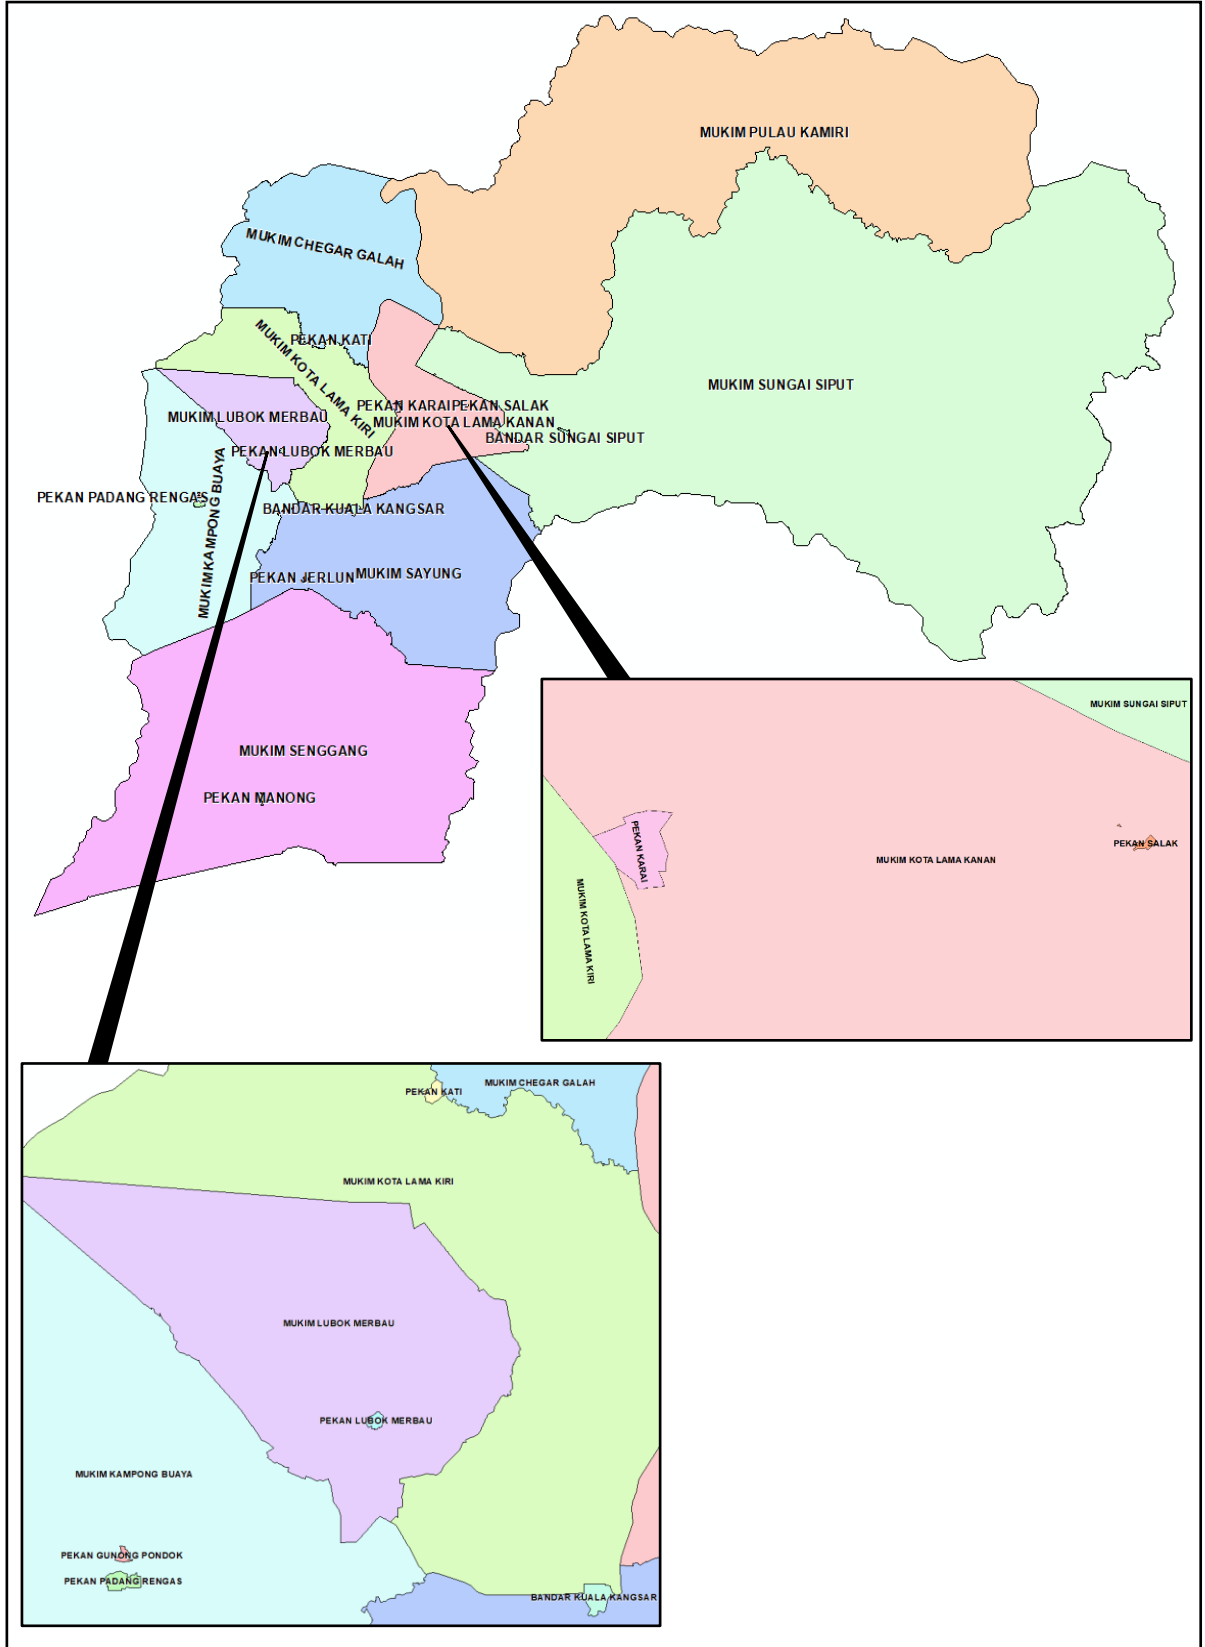 MUKIM PULAU KAMIRI
MUKIM CHEGAR GALAH
PEKAN KATI
MUKIM KOTA LAMA KIRI
MUKIM SUNGAI SIPUT
PEKAN KARAI
PEKAN SALAK
MUKIM LUBOK MERBAU
MUKIM KOTA LAMA KANAN
BANDAR SUNGAI SIPUT
PEKAN LUBOK MERBAU
PEKAN PADANG RENGAS
MUKIM KAMPONG BUAYA
BANDAR KUALA KANGSAR
PEKAN JERLUN
MUKIM SAYUNG
MUKIM SENGGANG
PEKAN MANONG
MUKIM SUNGAI SIPUT
PEKAN KARAI
PEKAN SALAK
MUKIM KOTA LAMA KANAN
MUKIM KOTA LAMA KIRI
MUKIM CHEGAR GALAH
PEKAN KATI
MUKIM KOTA LAMA KIRI
MUKIM LUBOK MERBAU
PEKAN LUBOK MERBAU
MUKIM KAMPONG BUAYA
PEKAN GUNONG PONDOK
PEKAN PADANG RENGAS
BANDAR KUALA KANGSAR